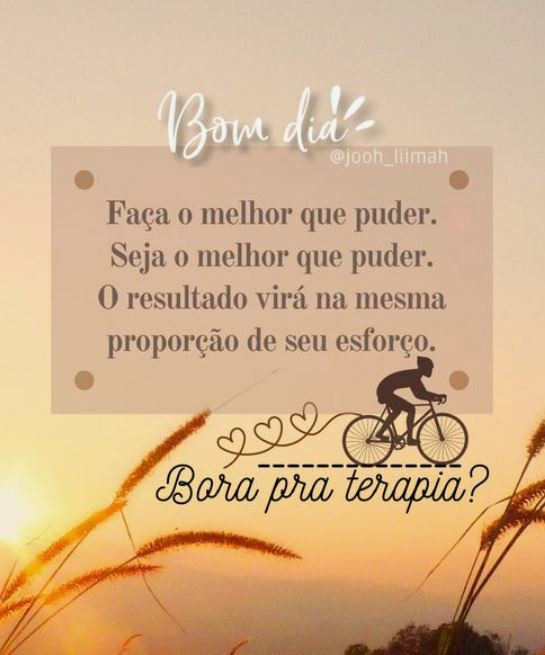 Bom dia
@jooh_liimah
Faça o melhor que puder.
Seja o melhor que puder.
O resultado virá na mesma
proporção de seu esforço.
Bora pra terapia?